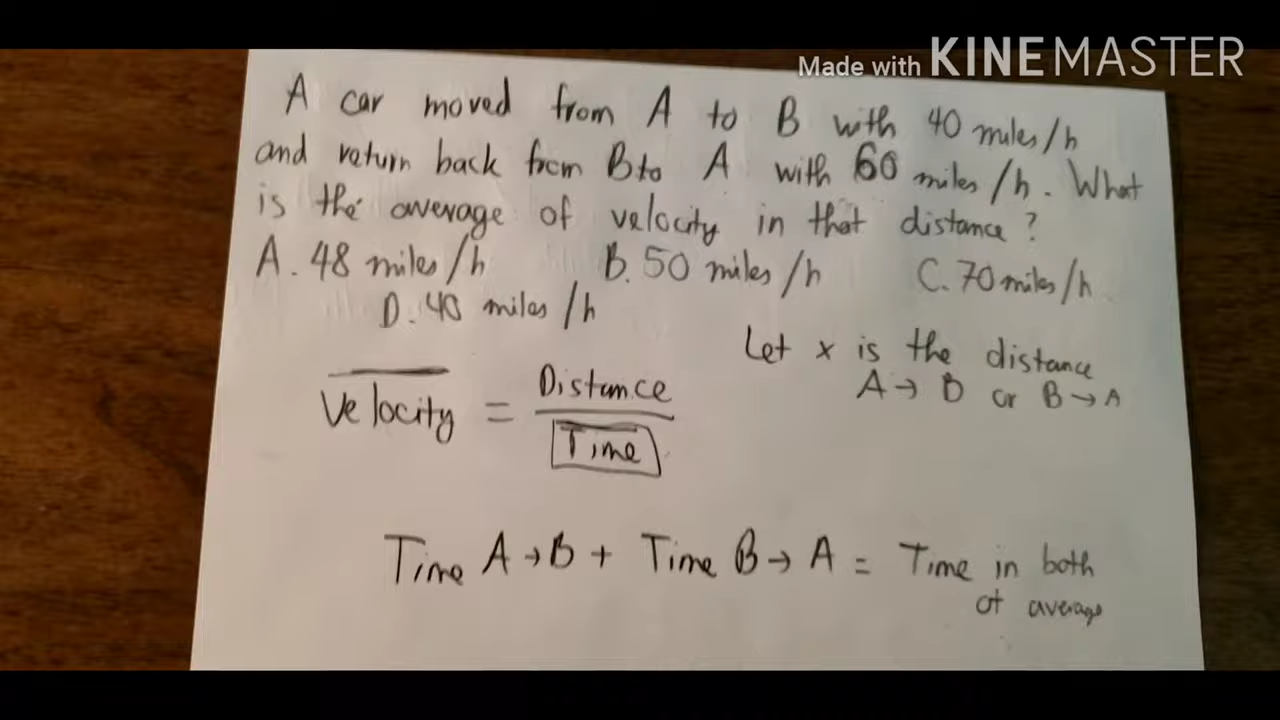 Made with KINEMASTER
A car moved from A to B with 40 miles/h
and return back from B to A with 60 miles/h. What
is the average of velocity in that distance?
A. 48 miles/h B. 50 miles/h C. 70 miles/h
D. 40 miles/h
Let x is the distance
A → B or B → A
Velocity = Distance
Time
Time A → B + Time B → A = Time in both
of average